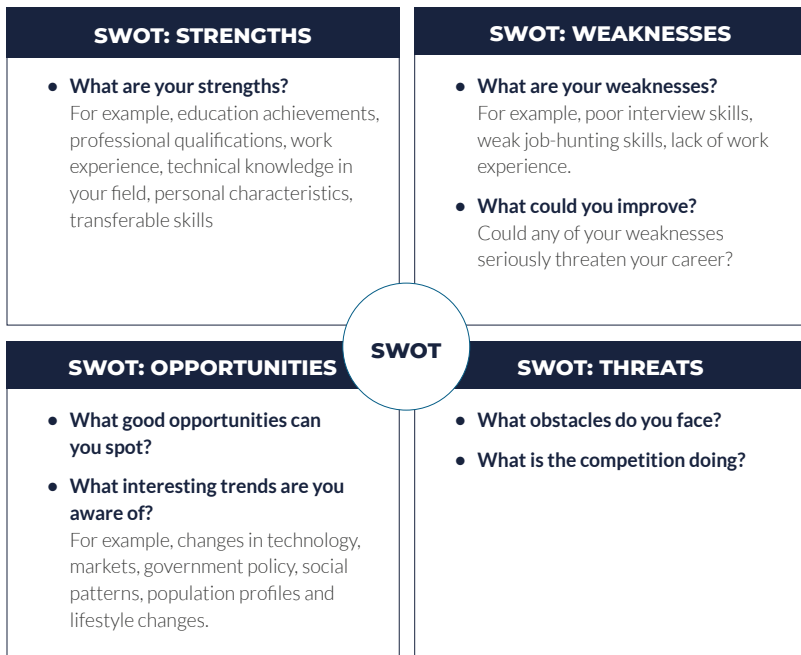 SWOT: STRENGTHS
● What are your strengths?
For example, education achievements,
professional qualifications, work
experience, technical knowledge in
your field, personal characteristics,
transferable skills
SWOT: WEAKNESSES
● What are your weaknesses?
For example, poor interview skills,
weak job-hunting skills, lack of work
experience.
● What could you improve?
Could any of your weaknesses
seriously threaten your career?
SWOT
SWOT: OPPORTUNITIES
● What good opportunities can
you spot?
● What interesting trends are you
aware of?
For example, changes in technology,
markets, government policy, social
patterns, population profiles and
lifestyle changes.
SWOT: THREATS
● What obstacles do you face?
● What is the competition doing?